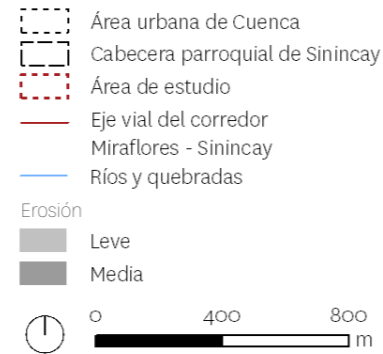 Área urbana de Cuenca
Cabecera parroquial de Sinincay
Área de estudio
Eje vial del corredor
Miraflores - Sinincay
Ríos y quebradas
Erosión
Leve
Media
0 400 800
m